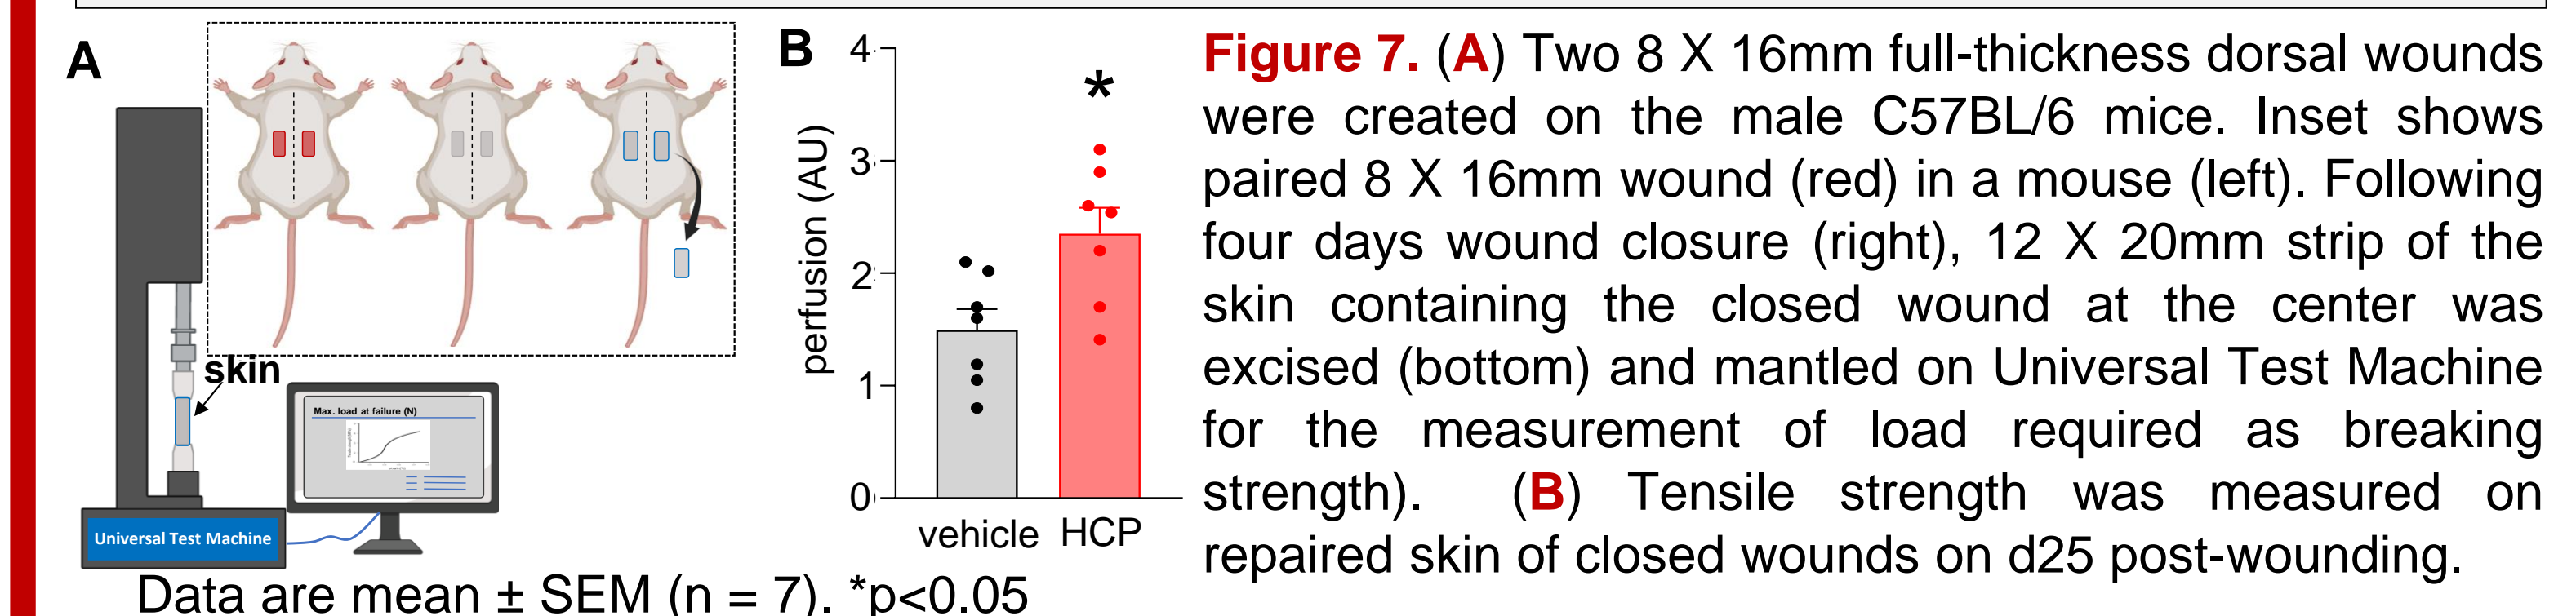 A
skin
Max. load at failure (N)
Universal Test Machine
B
perfusion (AU)
4
3
2
1
0
*
vehicle HCP
Data are mean ± SEM (n = 7). *p<0.05
Figure 7. (A) Two 8 X 16mm full-thickness dorsal wounds
were created on the male C57BL/6 mice. Inset shows
paired 8 X 16mm wound (red) in a mouse (left). Following
four days wound closure (right), 12 X 20mm strip of the
skin containing the closed wound at the center was
excised (bottom) and mantled on Universal Test Machine
for the measurement of load required as breaking
strength). (B) Tensile strength was measured on
repaired skin of closed wounds on d25 post-wounding.